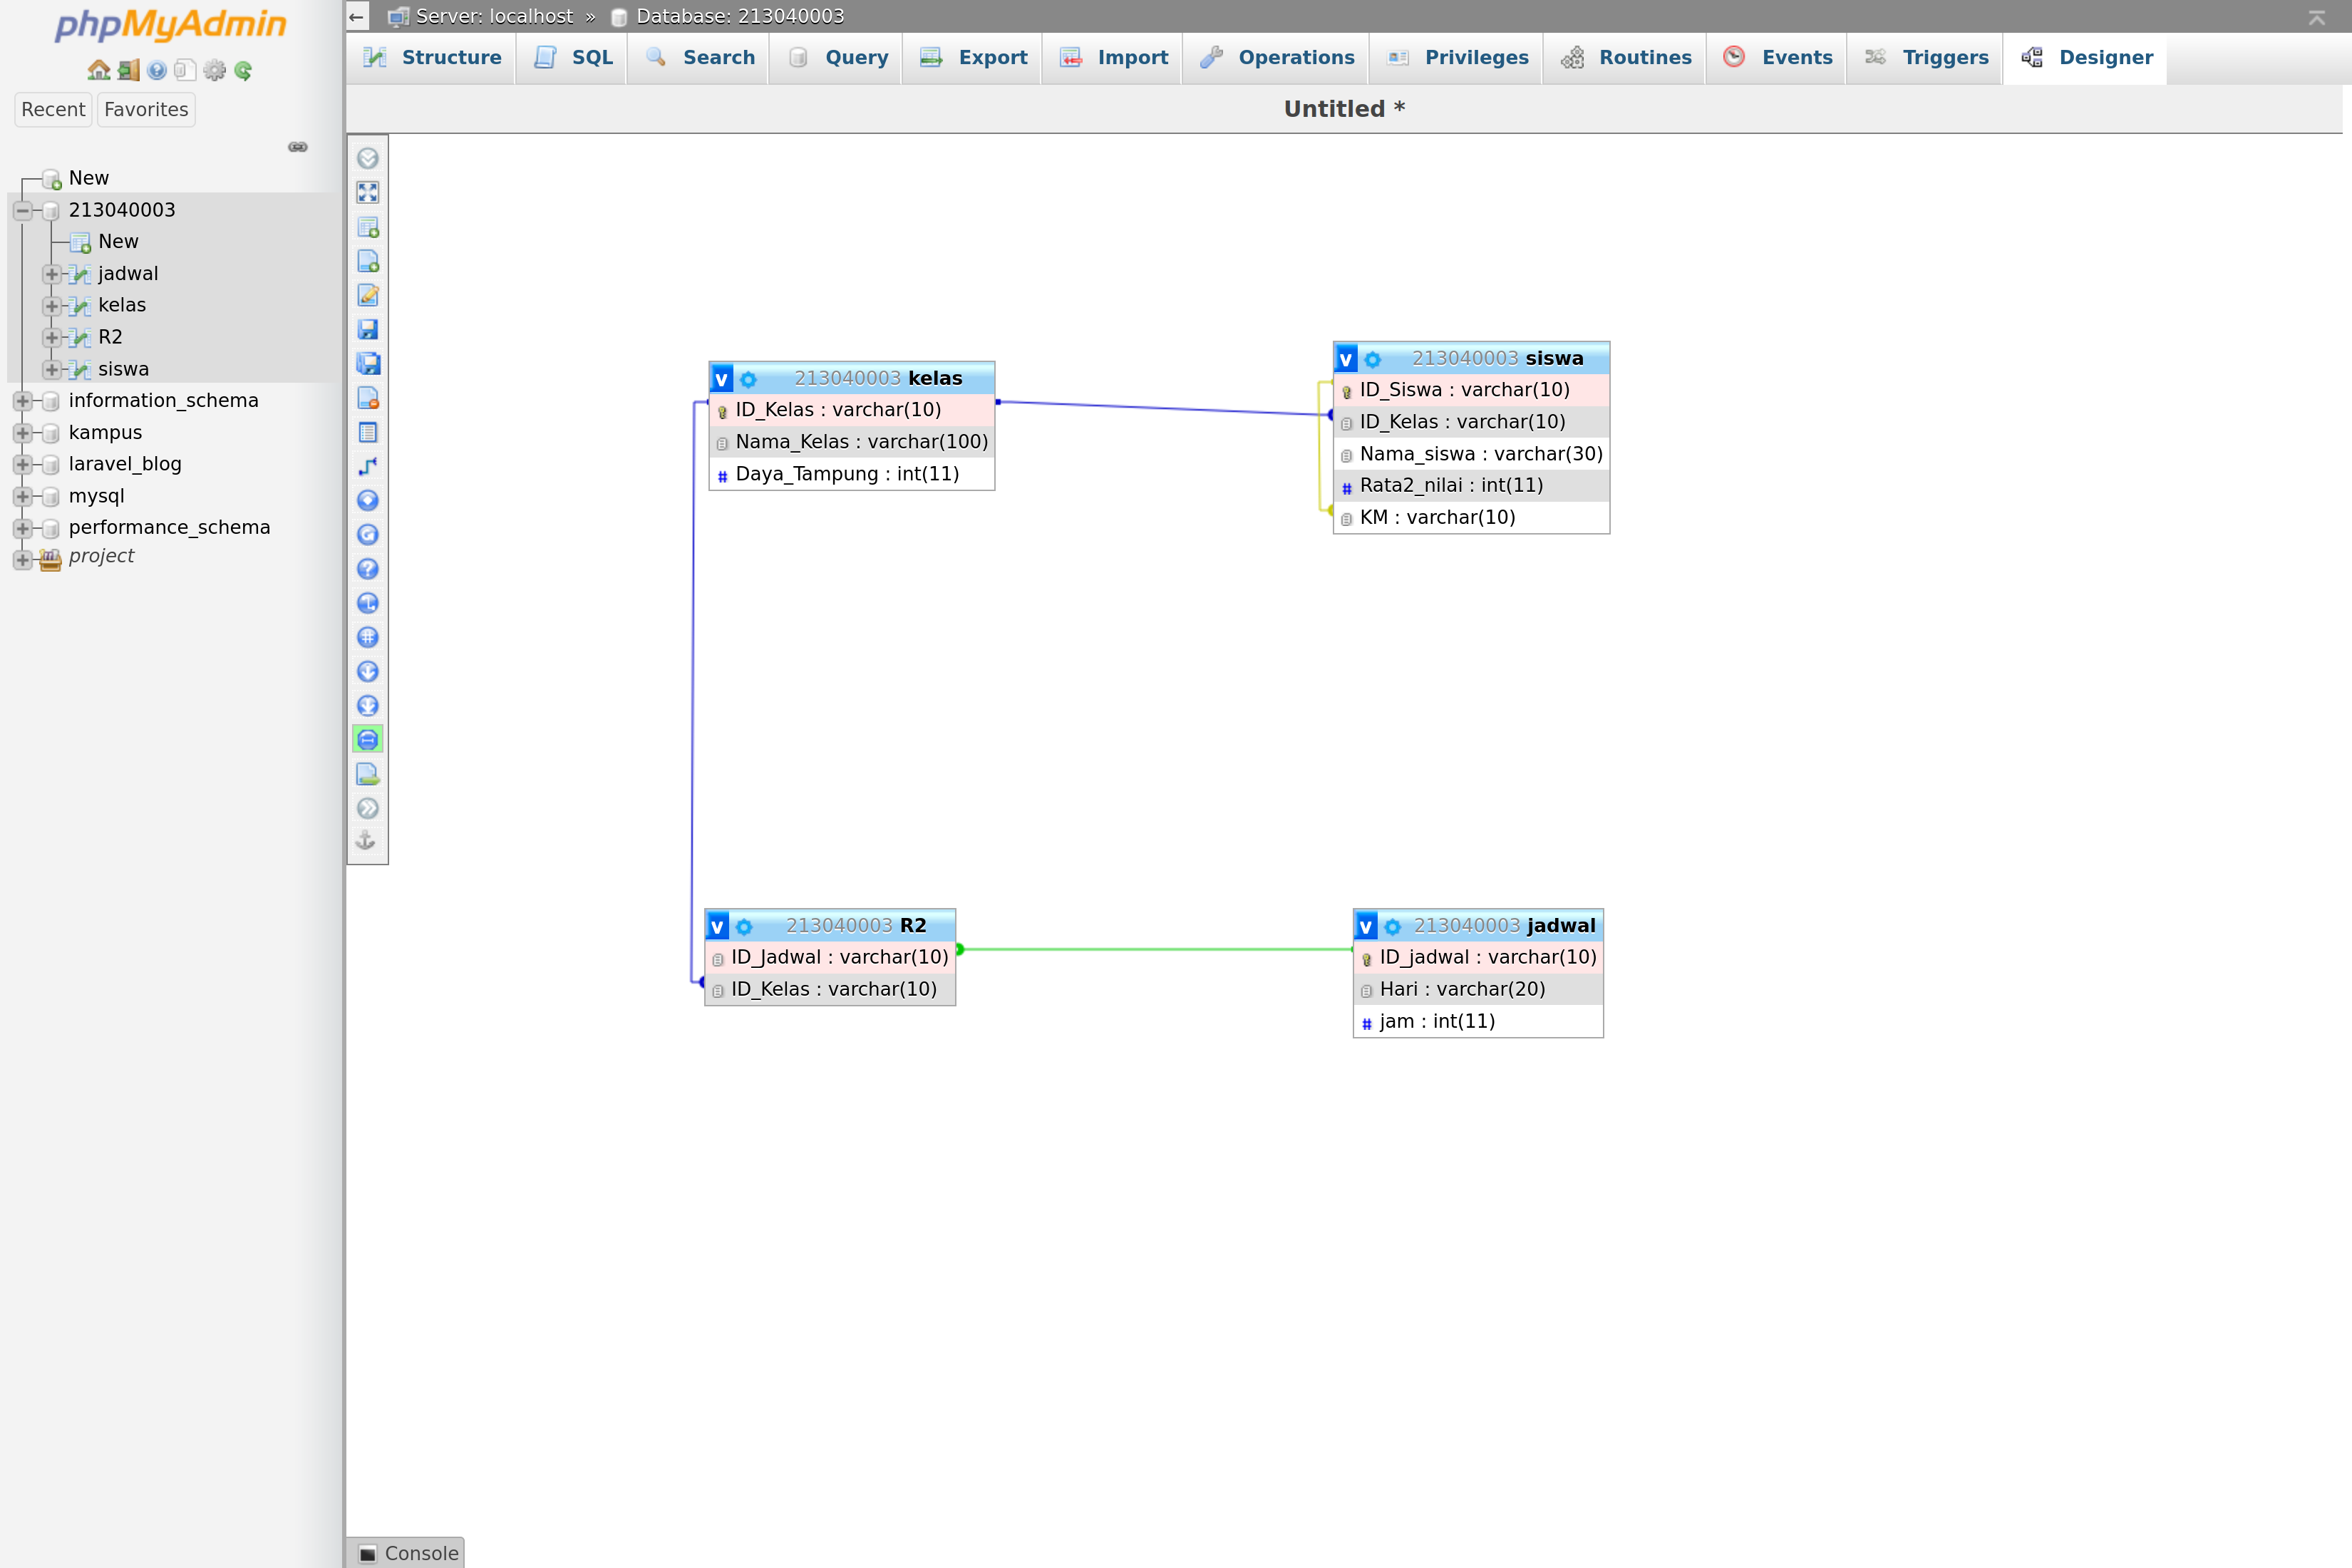 phpMyAdmin
Recent
Favorites
New
213040003
New
jadwal
kelas
R2
siswa
information_schema
kampus
laravel_blog
mysql
performance_schema
project
Server: localhost » Database: 213040003
Structure
SQL
Search
Query
Export
Import
Operations
Privileges
Routines
Events
Triggers
Designer
Untitled *
v 213040003 kelas
ID_Kelas : varchar(10)
Nama_Kelas : varchar(100)
# Daya_Tampung : int(11)
v 213040003 siswa
ID_Siswa : varchar(10)
ID_Kelas : varchar(10)
Nama_siswa : varchar(30)
# Rata2_nilai : int(11)
KM : varchar(10)
v 213040003 R2
ID_Jadwal : varchar(10)
ID_Kelas : varchar(10)
v 213040003 jadwal
ID_jadwal : varchar(10)
Hari : varchar(20)
# jam : int(11)
Console